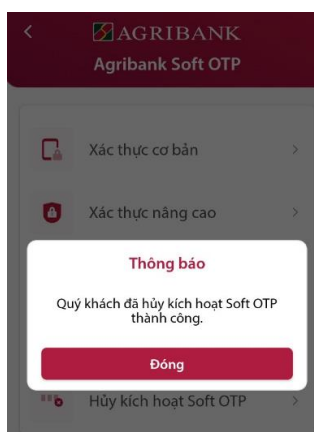 AGRIBANK
Agribank Soft OTP
Xác thực cơ bản
Xác thực nâng cao
Thông báo
Quý khách đã hủy kích hoạt Soft OTP
thành công.
Đóng
Hủy kích hoạt Soft OTP